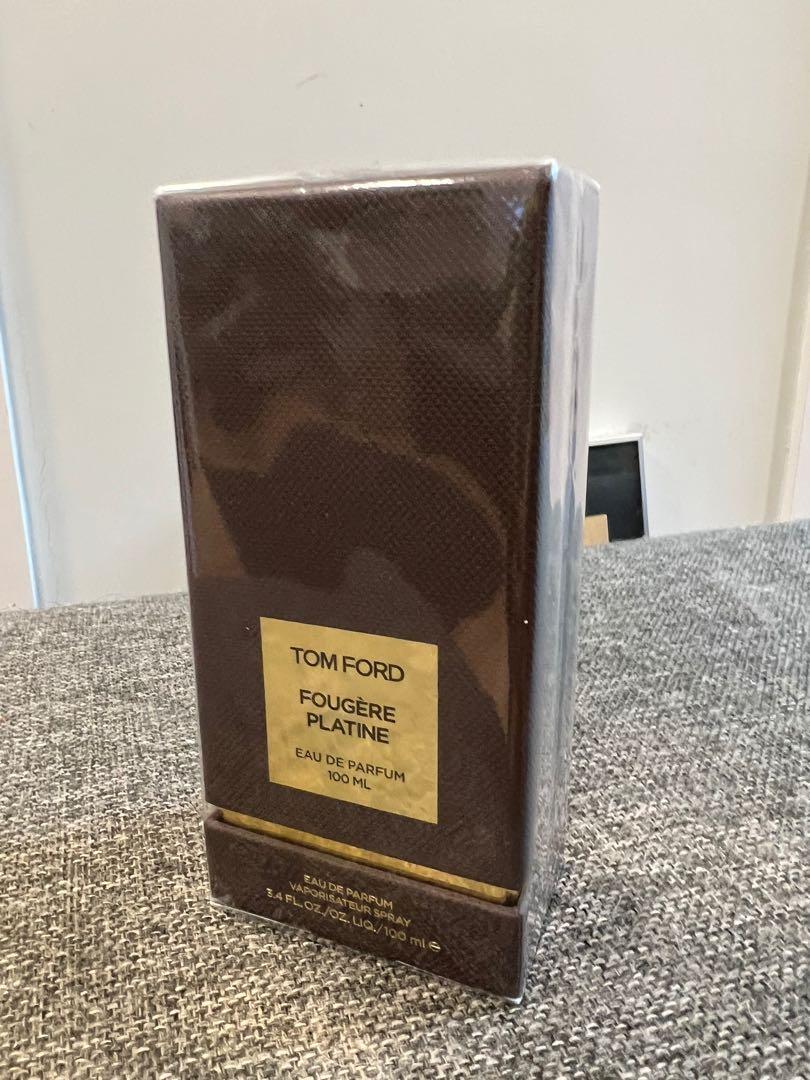 TOM FORD
FOUGÈRE
PLATINE
EAU DE PARFUM
100 ML
EAU DE PARFUM
VAPORISATEUR SPRAY
3.4 FL.OZ./OZ. LIQ./100 ml ℮